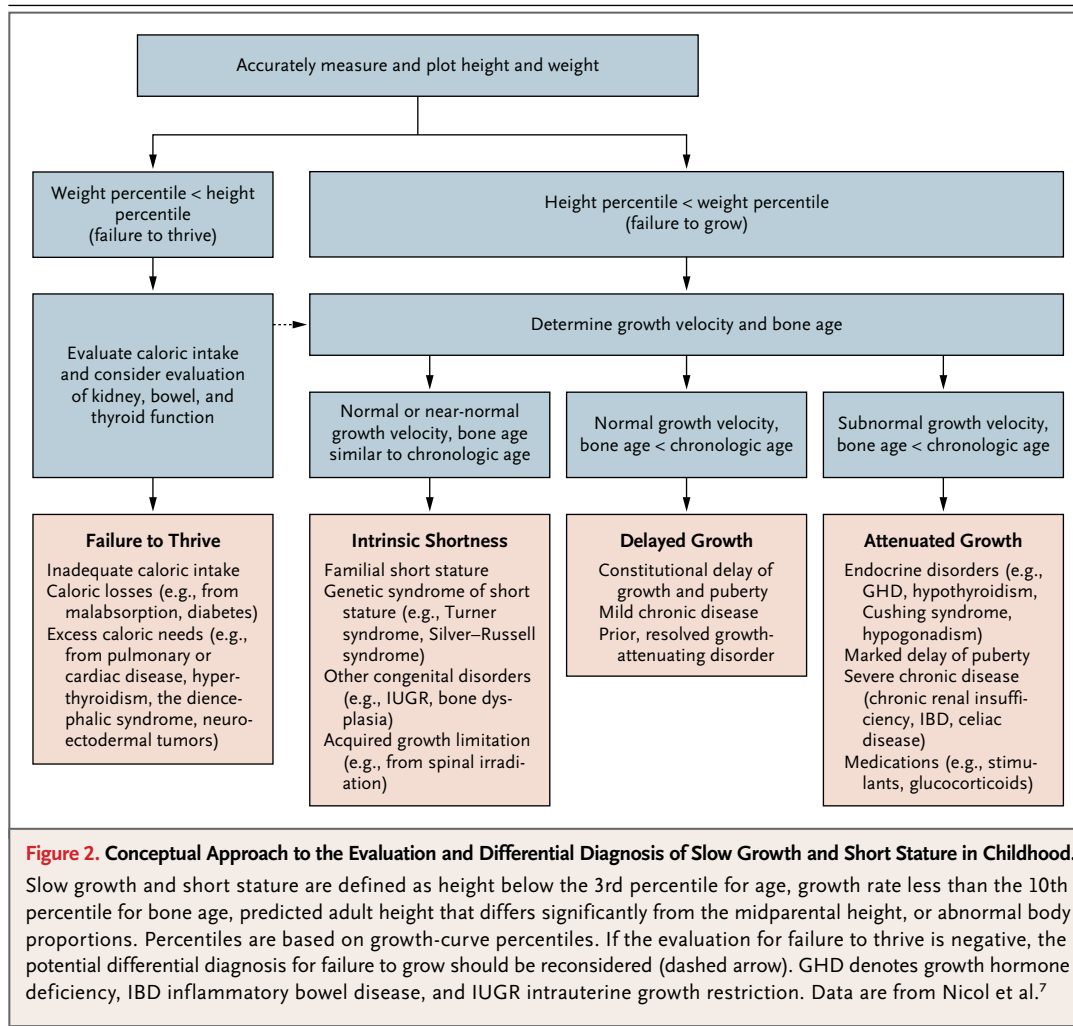 Accurately measure and plot height and weight
Weight percentile < height
percentile
(failure to thrive)
Height percentile < weight percentile
(failure to grow)
Evaluate caloric intake
and consider evaluation
of kidney, bowel, and
thyroid function
Determine growth velocity and bone age
Normal or near-normal
growth velocity, bone age
similar to chronologic age
Normal growth velocity,
bone age < chronologic age
Subnormal growth velocity,
bone age < chronologic age
Failure to Thrive
Inadequate caloric intake
Caloric losses (e.g., from
malabsorption, diabetes)
Excess caloric needs (e.g.,
from pulmonary or
cardiac disease, hyper-
thyroidism, the dience-
phalic syndrome, neuro-
ectodermal tumors)
Intrinsic Shortness
Familial short stature
Genetic syndrome of short
stature (e.g., Turner
syndrome, Silver–Russell
syndrome)
Other congenital disorders
(e.g., IUGR, bone dys-
plasia)
Acquired growth limitation
(e.g., from spinal irradi-
ation)
Delayed Growth
Constitutional delay of
growth and puberty
Mild chronic disease
Prior, resolved growth-
attenuating disorder
Attenuated Growth
Endocrine disorders (e.g.,
GHD, hypothyroidism,
Cushing syndrome,
hypogonadism)
Marked delay of puberty
Severe chronic disease
(chronic renal insuffi-
ciency, IBD, celiac
disease)
Medications (e.g., stimu-
lants, glucocorticoids)
Figure 2. Conceptual Approach to the Evaluation and Differential Diagnosis of Slow Growth and Short Stature in Childhood.
Slow growth and short stature are defined as height below the 3rd percentile for age, growth rate less than the 10th
percentile for bone age, predicted adult height that differs significantly from the midparental height, or abnormal body
proportions. Percentiles are based on growth-curve percentiles. If the evaluation for failure to thrive is negative, the
potential differential diagnosis for failure to grow should be reconsidered (dashed arrow). GHD denotes growth hormone
deficiency, IBD inflammatory bowel disease, and IUGR intrauterine growth restriction. Data are from Nicol et al.⁷